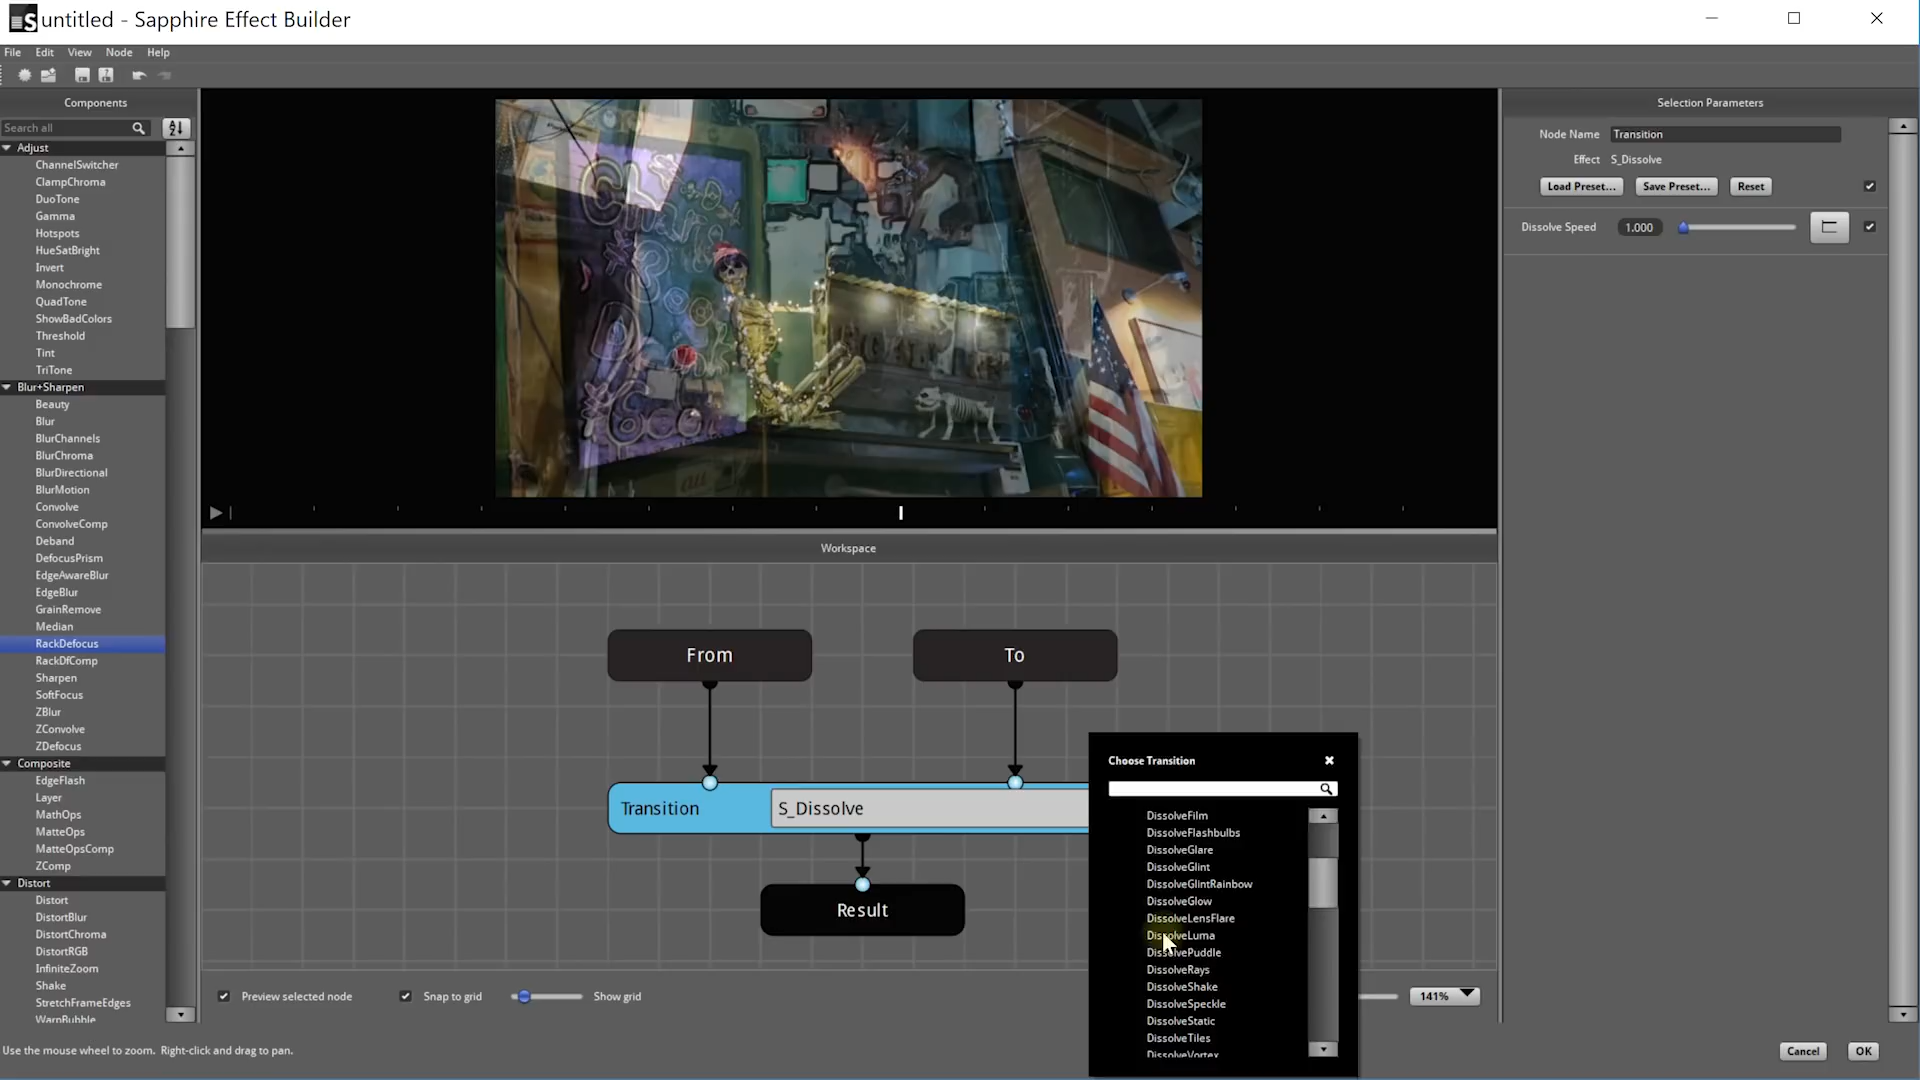 untitled - Sapphire Effect Builder
File Edit View Node Help
Components
Search all
Adjust
ChannelSwitcher
ClampChroma
DuoTone
Gamma
Hotspots
HueSatBright
Invert
Monochrome
QuadTone
ShowBadColors
Threshold
Tint
TriTone
Blur+Sharpen
Beauty
Blur
BlurChannels
BlurChroma
BlurDirectional
BlurMotion
Convolve
ConvolveComp
Deband
DefocusPrism
EdgeAwareBlur
EdgeBlur
GrainRemove
Median
RackDefocus
RackDfComp
Sharpen
SoftFocus
ZBlur
ZConvolve
ZDefocus
Composite
EdgeFlash
Layer
MathOps
MatteOps
MatteOpsComp
ZComp
Distort
Distort
DistortBlur
DistortChroma
DistortRGB
InfiniteZoom
Shake
StretchFrameEdges
WarpBubble
Workspace
From
To
Transition
S_Dissolve
Result
Choose Transition
DissolveFilm
DissolveFlashbulbs
DissolveGlare
DissolveGlint
DissolveGlintRainbow
DissolveGlow
DissolveLensFlare
DissolveLuma
DissolvePuddle
DissolveRays
DissolveShake
DissolveSpeckle
DissolveStatic
DissolveTiles
DissolveVortex
Preview selected node
Snap to grid
Show grid
141%
Selection Parameters
Node Name Transition
Effect S_Dissolve
Load Preset... Save Preset... Reset
Dissolve Speed 1.000
Use the mouse wheel to zoom. Right-click and drag to pan.
Cancel OK